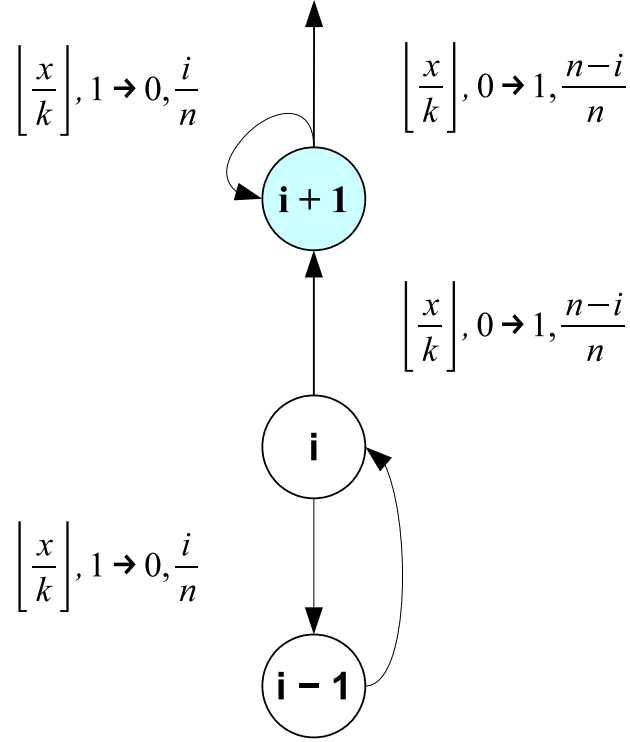 ⌊x/k⌋, 1 → 0, i/n
⌊x/k⌋, 0 → 1, n−i/n
i + 1
⌊x/k⌋, 0 → 1, n−i/n
i
⌊x/k⌋, 1 → 0, i/n
i − 1